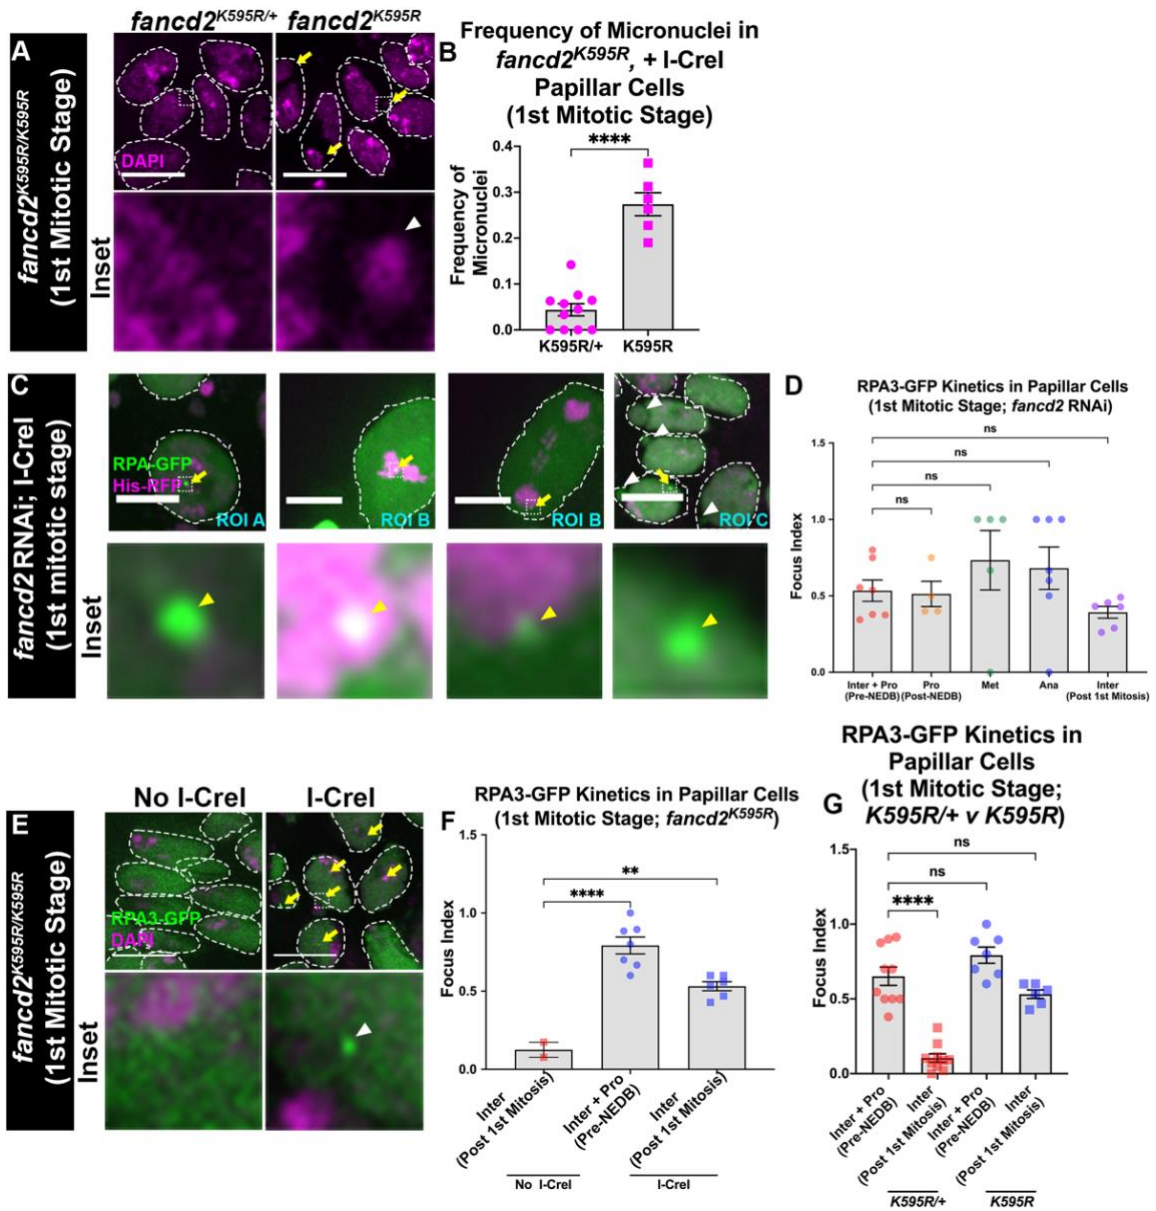 fancd2K595R/+ fancd2K595R
A
fancd2K595R/K595R
(1st Mitotic Stage)
Inset
DAPI
B
Frequency of Micronuclei in
fancd2K595R, + I-CreI
Papillar Cells
(1st Mitotic Stage)
****
Frequency of
Micronuclei
0.4
0.3
0.2
0.1
0.0
K595R/+ K595R
C
fancd2 RNAi; I-CreI
(1st mitotic stage)
Inset
RPA-GFP
His-RFP
ROI A
ROI B
ROI B
ROI C
D
RPA3-GFP Kinetics in Papillar Cells
(1st Mitotic Stage; fancd2 RNAi)
ns
ns
ns
ns
Focus Index
1.5
1.0
0.5
0.0
Inter + Pro
(Pre-NEDB)
Pro
(Post-NEDB)
Met
Ana
Inter
(Post 1st Mitosis)
E
fancd2K595R/K595R
(1st Mitotic Stage)
Inset
No I-CreI
I-CreI
RPA3-GFP
DAPI
F
RPA3-GFP Kinetics in Papillar Cells
(1st Mitotic Stage; fancd2K595R)
**
****
Focus Index
1.5
1.0
0.5
0.0
Inter
(Post 1st Mitosis)
Inter + Pro
(Pre-NEDB)
Inter
(Post 1st Mitosis)
No I-CreI
I-CreI
G
RPA3-GFP Kinetics in
Papillar Cells
(1st Mitotic Stage;
K595R/+ v K595R)
ns
ns
****
Focus Index
1.5
1.0
0.5
0.0
Inter + Pro
(Pre-NEDB)
Inter
(Post 1st Mitosis)
Inter + Pro
(Pre-NEDB)
Inter
(Post 1st Mitosis)
K595R/+
K595R